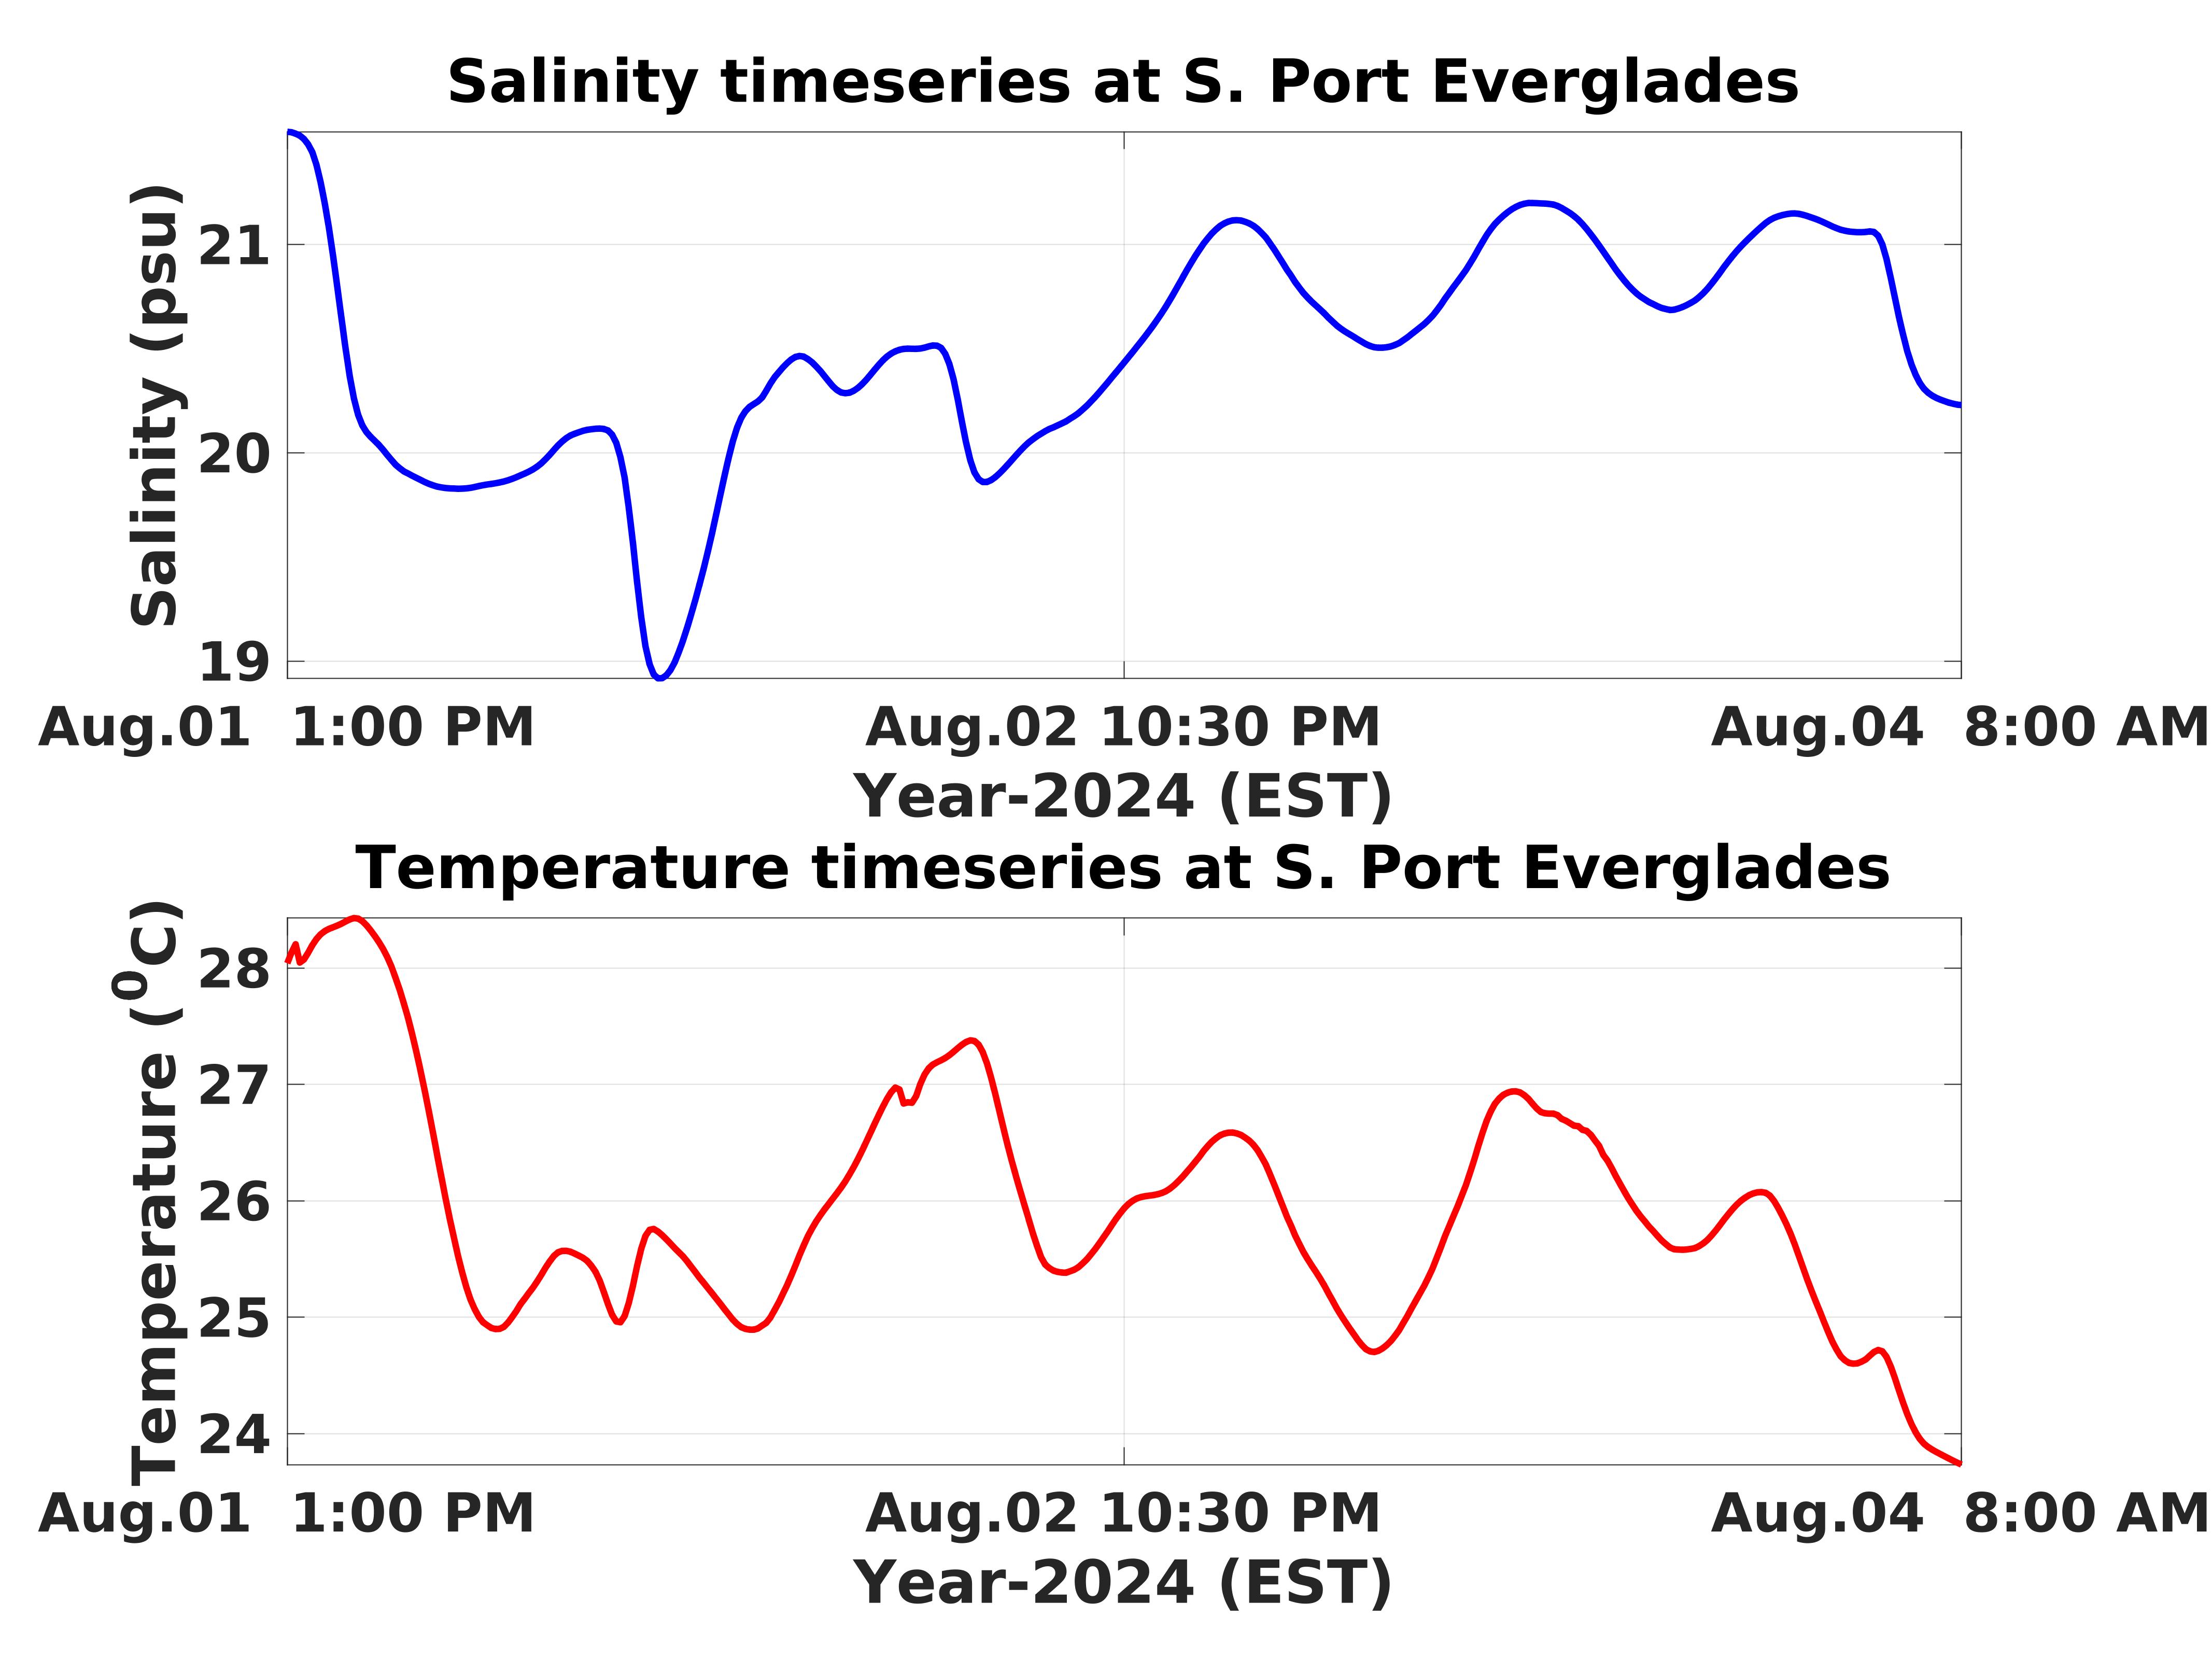 Salinity timeseries at S. Port Everglades
Salinity (psu)
21
20
19
Aug.01  1:00 PM
Aug.02 10:30 PM
Aug.04  8:00 AM
Year-2024 (EST)
Temperature timeseries at S. Port Everglades
Temperature (⁰C)
28
27
26
25
24
Aug.01  1:00 PM
Aug.02 10:30 PM
Aug.04  8:00 AM
Year-2024 (EST)